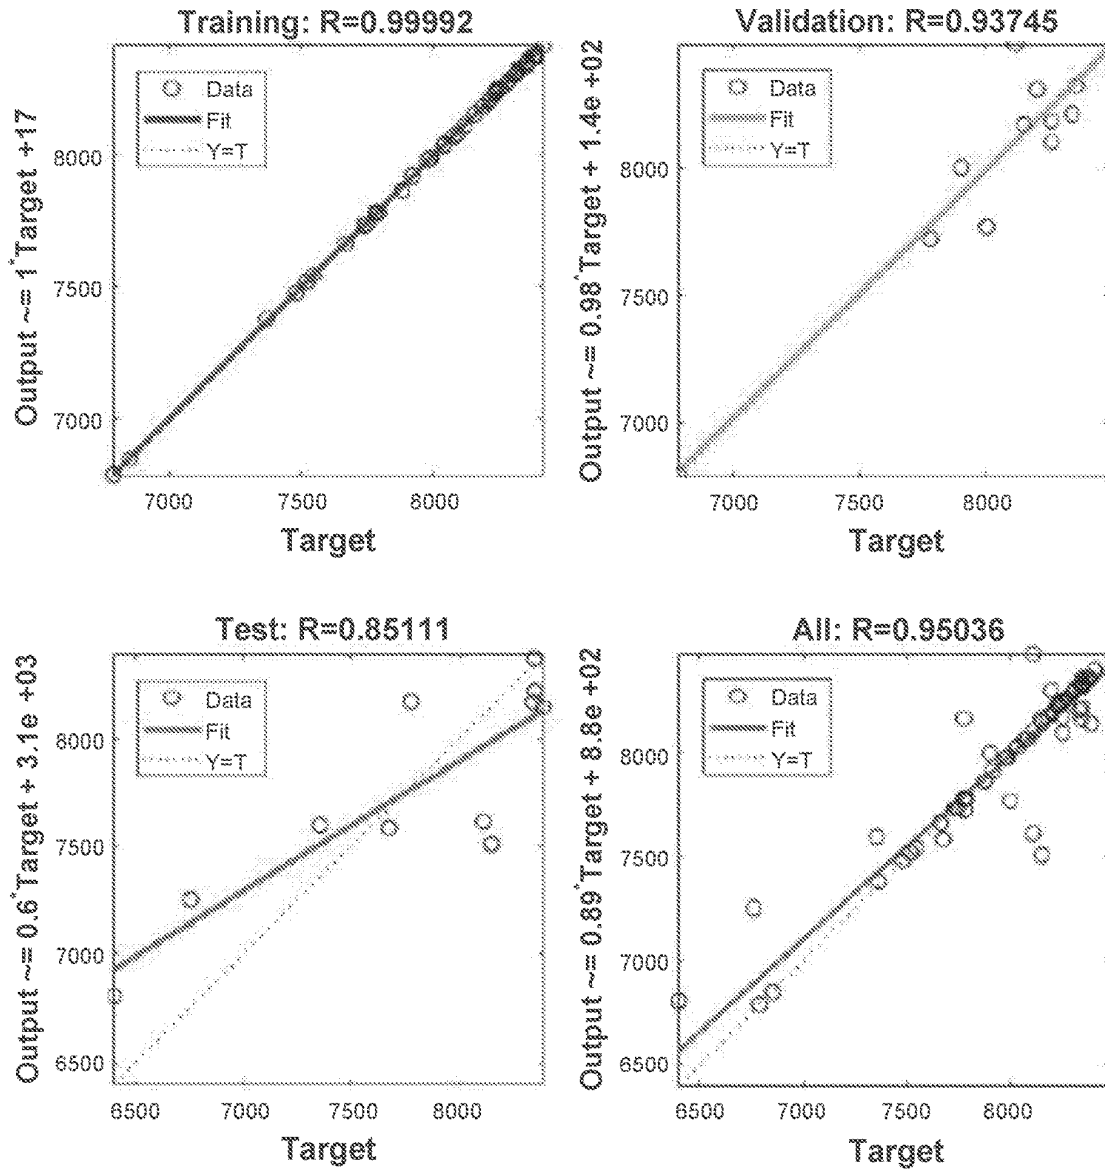 Training: R=0.99992
Output ~= 1*Target +17
Data
Fit
Y=T
8000
7500
7000
7000 7500 8000
Target
Validation: R=0.93745
Output ~= 0.98*Target + 1.4e +02
Data
Fit
Y=T
8000
7500
7000
7000 7500 8000
Target
Test: R=0.85111
Output ~= 0.6*Target + 3.1e +03
Data
Fit
Y=T
8000
7500
7000
6500
6500 7000 7500 8000
Target
All: R=0.95036
Output ~= 0.89*Target + 8.8e +02
Data
Fit
Y=T
8000
7500
7000
6500
6500 7000 7500 8000
Target